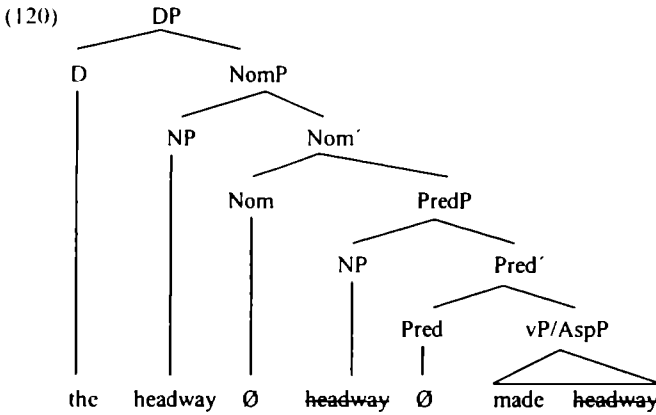 (120) DP
D NomP
NP Nom´
Nom PredP
NP Pred´
Pred vP/AspP
the headway Ø headway Ø made headway